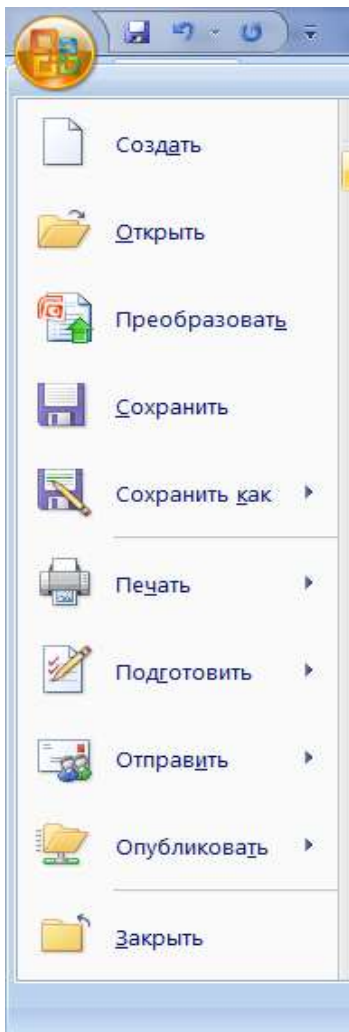 Создать
Открыть
Преобразовать
Сохранить
Сохранить как
Печать
Подготовить
Отправить
Опубликовать
Закрыть